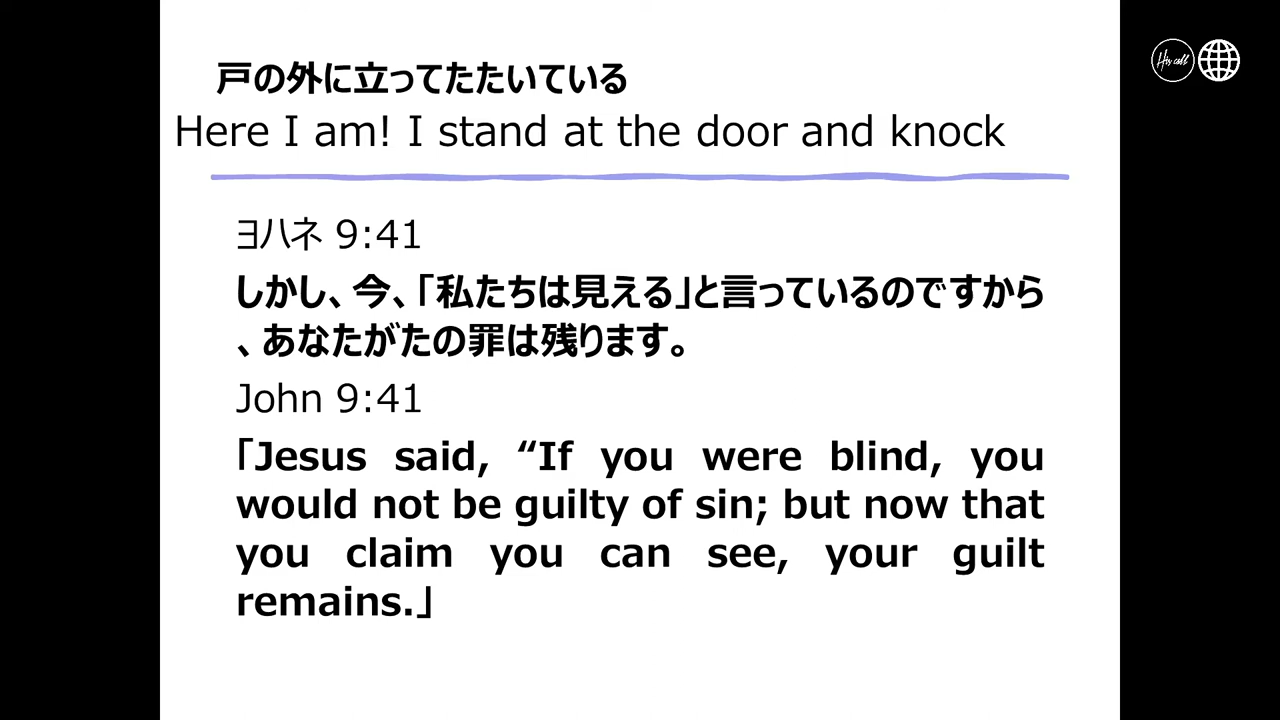 戸の外に立ってたたいている
Here I am! I stand at the door and knock
His call
ヨハネ 9:41
しかし、今、「私たちは見える」と言っているのですから
、あなたがたの罪は残ります。
John 9:41
「Jesus said, “If you were blind, you
would not be guilty of sin; but now that
you claim you can see, your guilt
remains.」